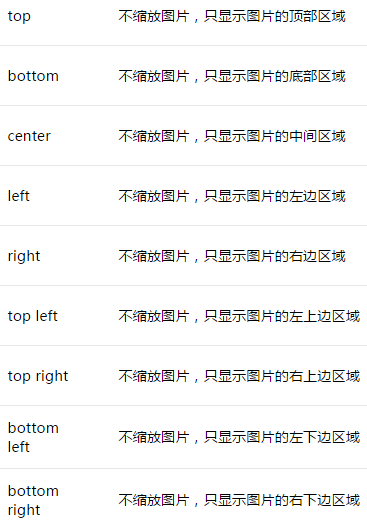 top 不缩放图片，只显示图片的顶部区域
bottom 不缩放图片，只显示图片的底部区域
center 不缩放图片，只显示图片的中间区域
left 不缩放图片，只显示图片的左边区域
right 不缩放图片，只显示图片的右边区域
top left 不缩放图片，只显示图片的左上边区域
top right 不缩放图片，只显示图片的右上边区域
bottom
left 不缩放图片，只显示图片的左下边区域
bottom
right 不缩放图片，只显示图片的右下边区域